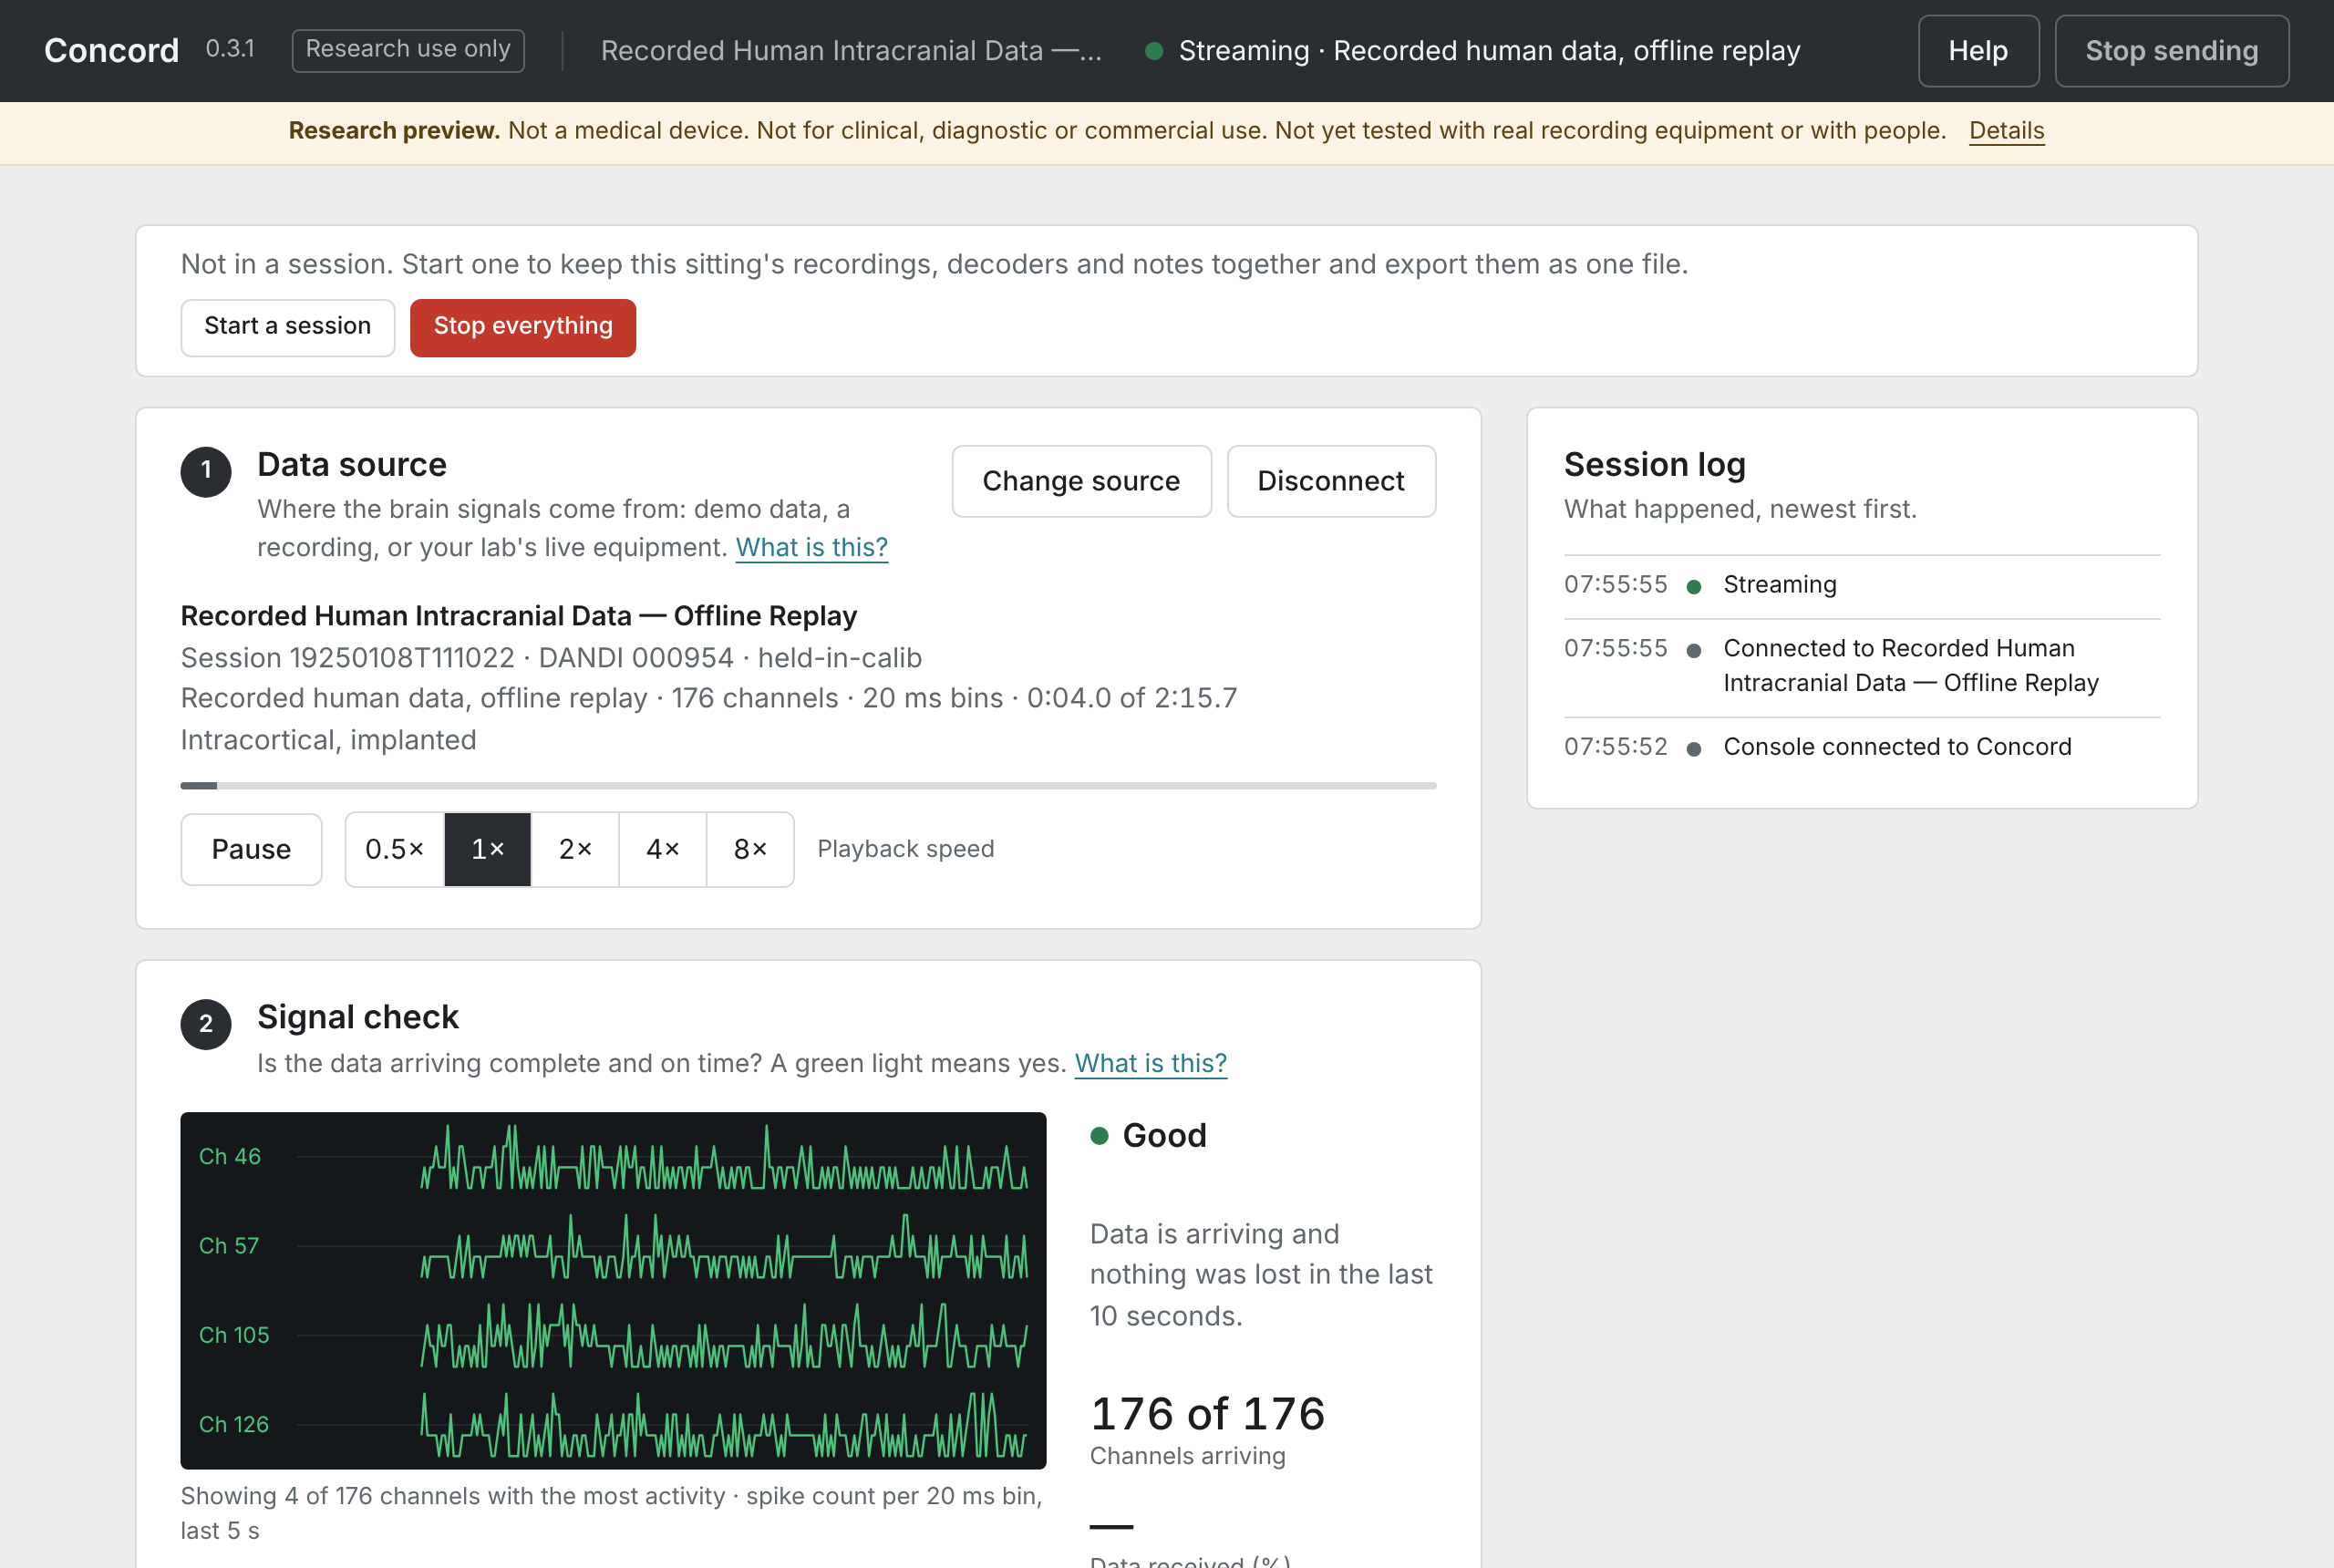 Concord 0.3.1 Research use only Recorded Human Intracranial Data —... Streaming · Recorded human data, offline replay Help Stop sending
Research preview. Not a medical device. Not for clinical, diagnostic or commercial use. Not yet tested with real recording equipment or with people. Details
Not in a session. Start one to keep this sitting's recordings, decoders and notes together and export them as one file.
Start a session Stop everything
1 Data source
Where the brain signals come from: demo data, a
recording, or your lab's live equipment. What is this?
Change source Disconnect
Recorded Human Intracranial Data — Offline Replay
Session 19250108T111022 · DANDI 000954 · held-in-calib
Recorded human data, offline replay · 176 channels · 20 ms bins · 0:04.0 of 2:15.7
Intracortical, implanted
Pause 0.5× 1× 2× 4× 8× Playback speed
Session log
What happened, newest first.
07:55:55 Streaming
07:55:55 Connected to Recorded Human
Intracranial Data — Offline Replay
07:55:52 Console connected to Concord
2 Signal check
Is the data arriving complete and on time? A green light means yes. What is this?
Ch 46
Ch 57
Ch 105
Ch 126
Showing 4 of 176 channels with the most activity · spike count per 20 ms bin,
last 5 s
Good
Data is arriving and
nothing was lost in the last
10 seconds.
176 of 176
Channels arriving
—
Data received (%)